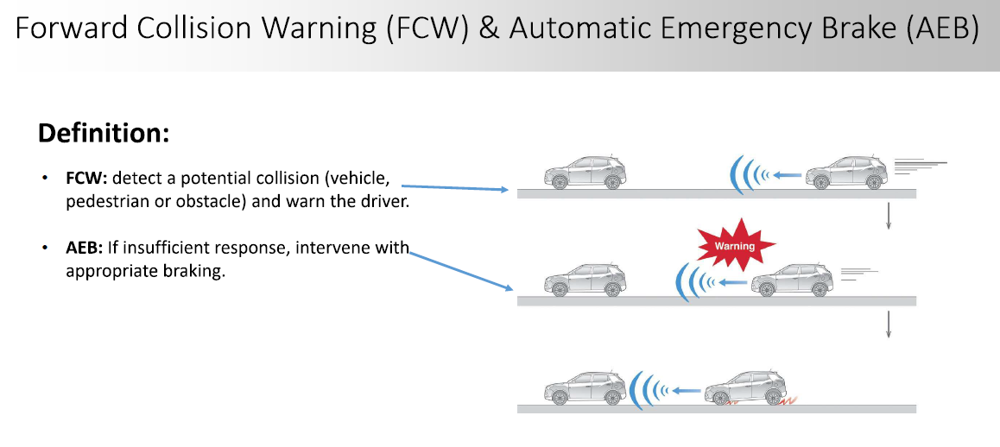 Forward Collision Warning (FCW) & Automatic Emergency Brake (AEB)
Definition:
• FCW: detect a potential collision (vehicle,
pedestrian or obstacle) and warn the driver.
• AEB: If insufficient response, intervene with
appropriate braking.
Warning